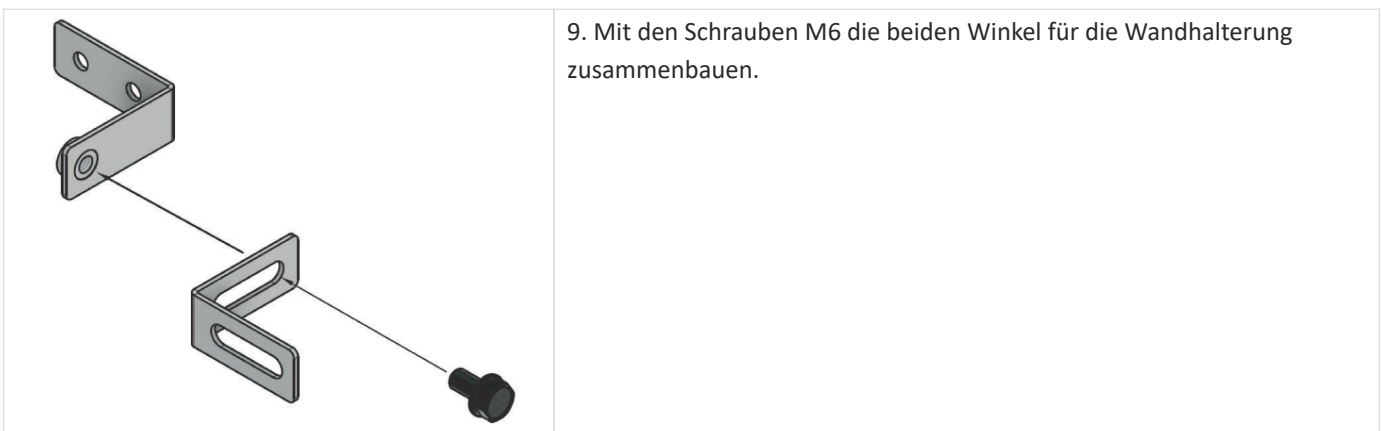 9. Mit den Schrauben M6 die beiden Winkel für die Wandhalterung
zusammenbauen.